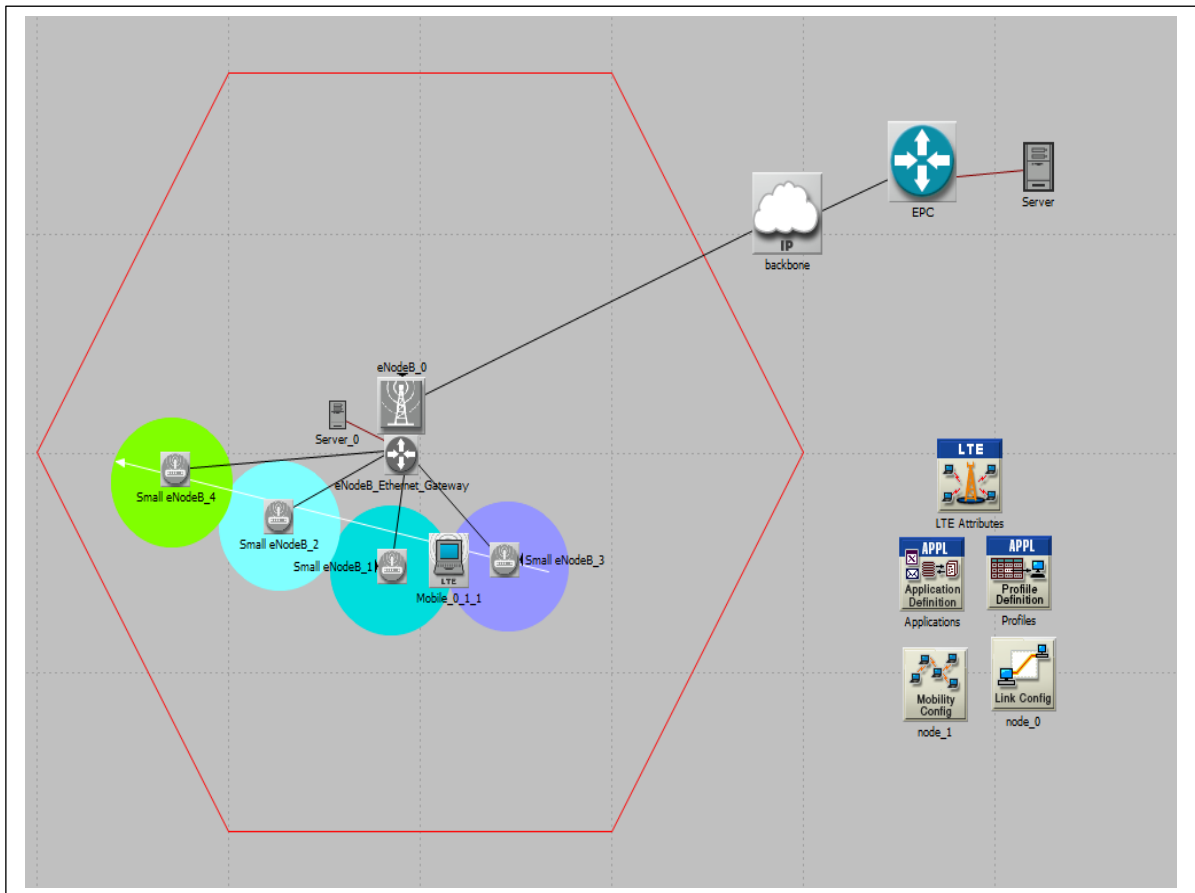 EPC
Server
IP
backbone
eNodeB_0
Server_0
eNodeB_Ethernet_Gateway
Small eNodeB_4
Small eNodeB_2
Small eNodeB_1
LTE
Mobile_0_1_1
Small eNodeB_3
LTE
LTE Attributes
APPL
Application
Definition
Applications
APPL
Profile
Definition
Profiles
Mobility
Config
node_1
Link Config
node_0